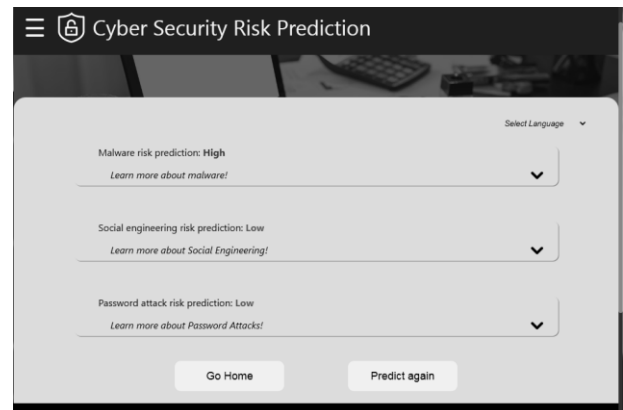 Cyber Security Risk Prediction
Select Language
Malware risk prediction: High
Learn more about malware!
Social engineering risk prediction: Low
Learn more about Social Engineering!
Password attack risk prediction: Low
Learn more about Password Attacks!
Go Home
Predict again